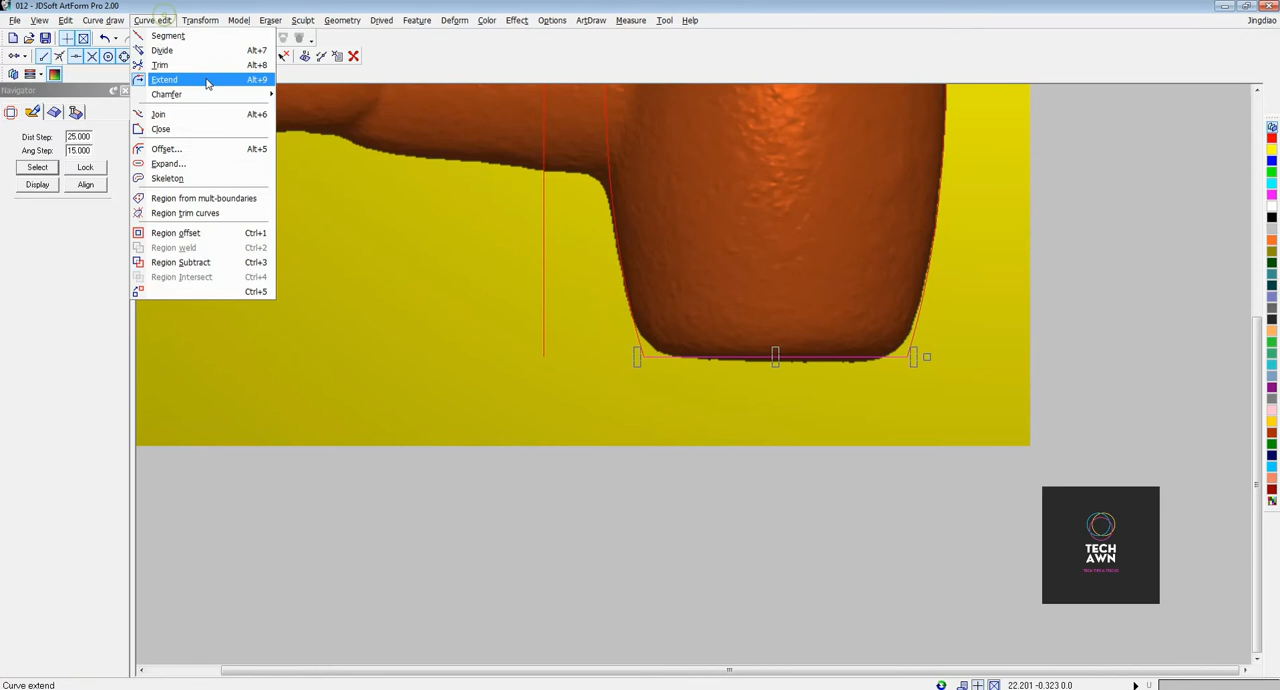 012 - JDSoft ArtForm Pro 2.00
File View Edit Curve draw Curve edit Transform Model Eraser Sculpt Geometry Drived Feature Deform Color Effect Options ArtDraw Measure Tool Help Jingdiao
Segment
Divide Alt+7
Trim Alt+8
Extend Alt+9
Chamfer
Join Alt+6
Close
Offset... Alt+5
Expand...
Skeleton
Region from mult-boundaries
Region trim curves
Region offset Ctrl+1
Region weld Ctrl+2
Region Subtract Ctrl+3
Region Intersect Ctrl+4
Ctrl+5
Navigator
Dist Step: 25.000
Ang Step: 15.000
Select Lock
Display Align
TECH
AWN
Curve extend
22.201 -0.323 0.0